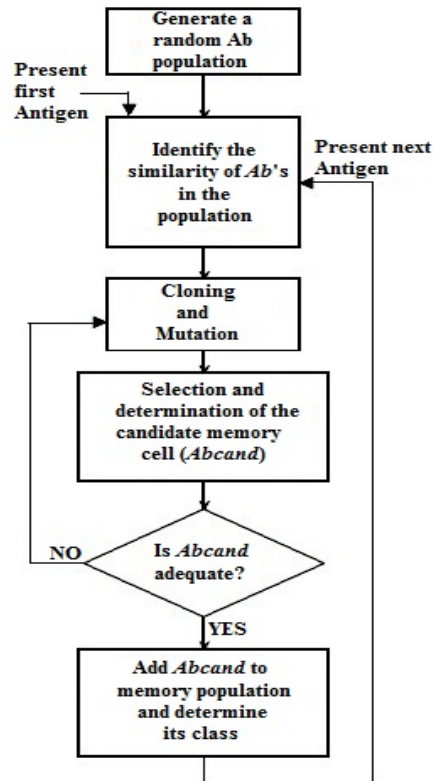 Generate a
random Ab
population
Present
first
Antigen
Identify the
similarity of Ab's
in the
population
Present next
Antigen
Cloning
and
Mutation
Selection and
determination of the
candidate memory
cell (Abcand)
Is Abcand
adequate?
NO
YES
Add Abcand to
memory population
and determine
its class